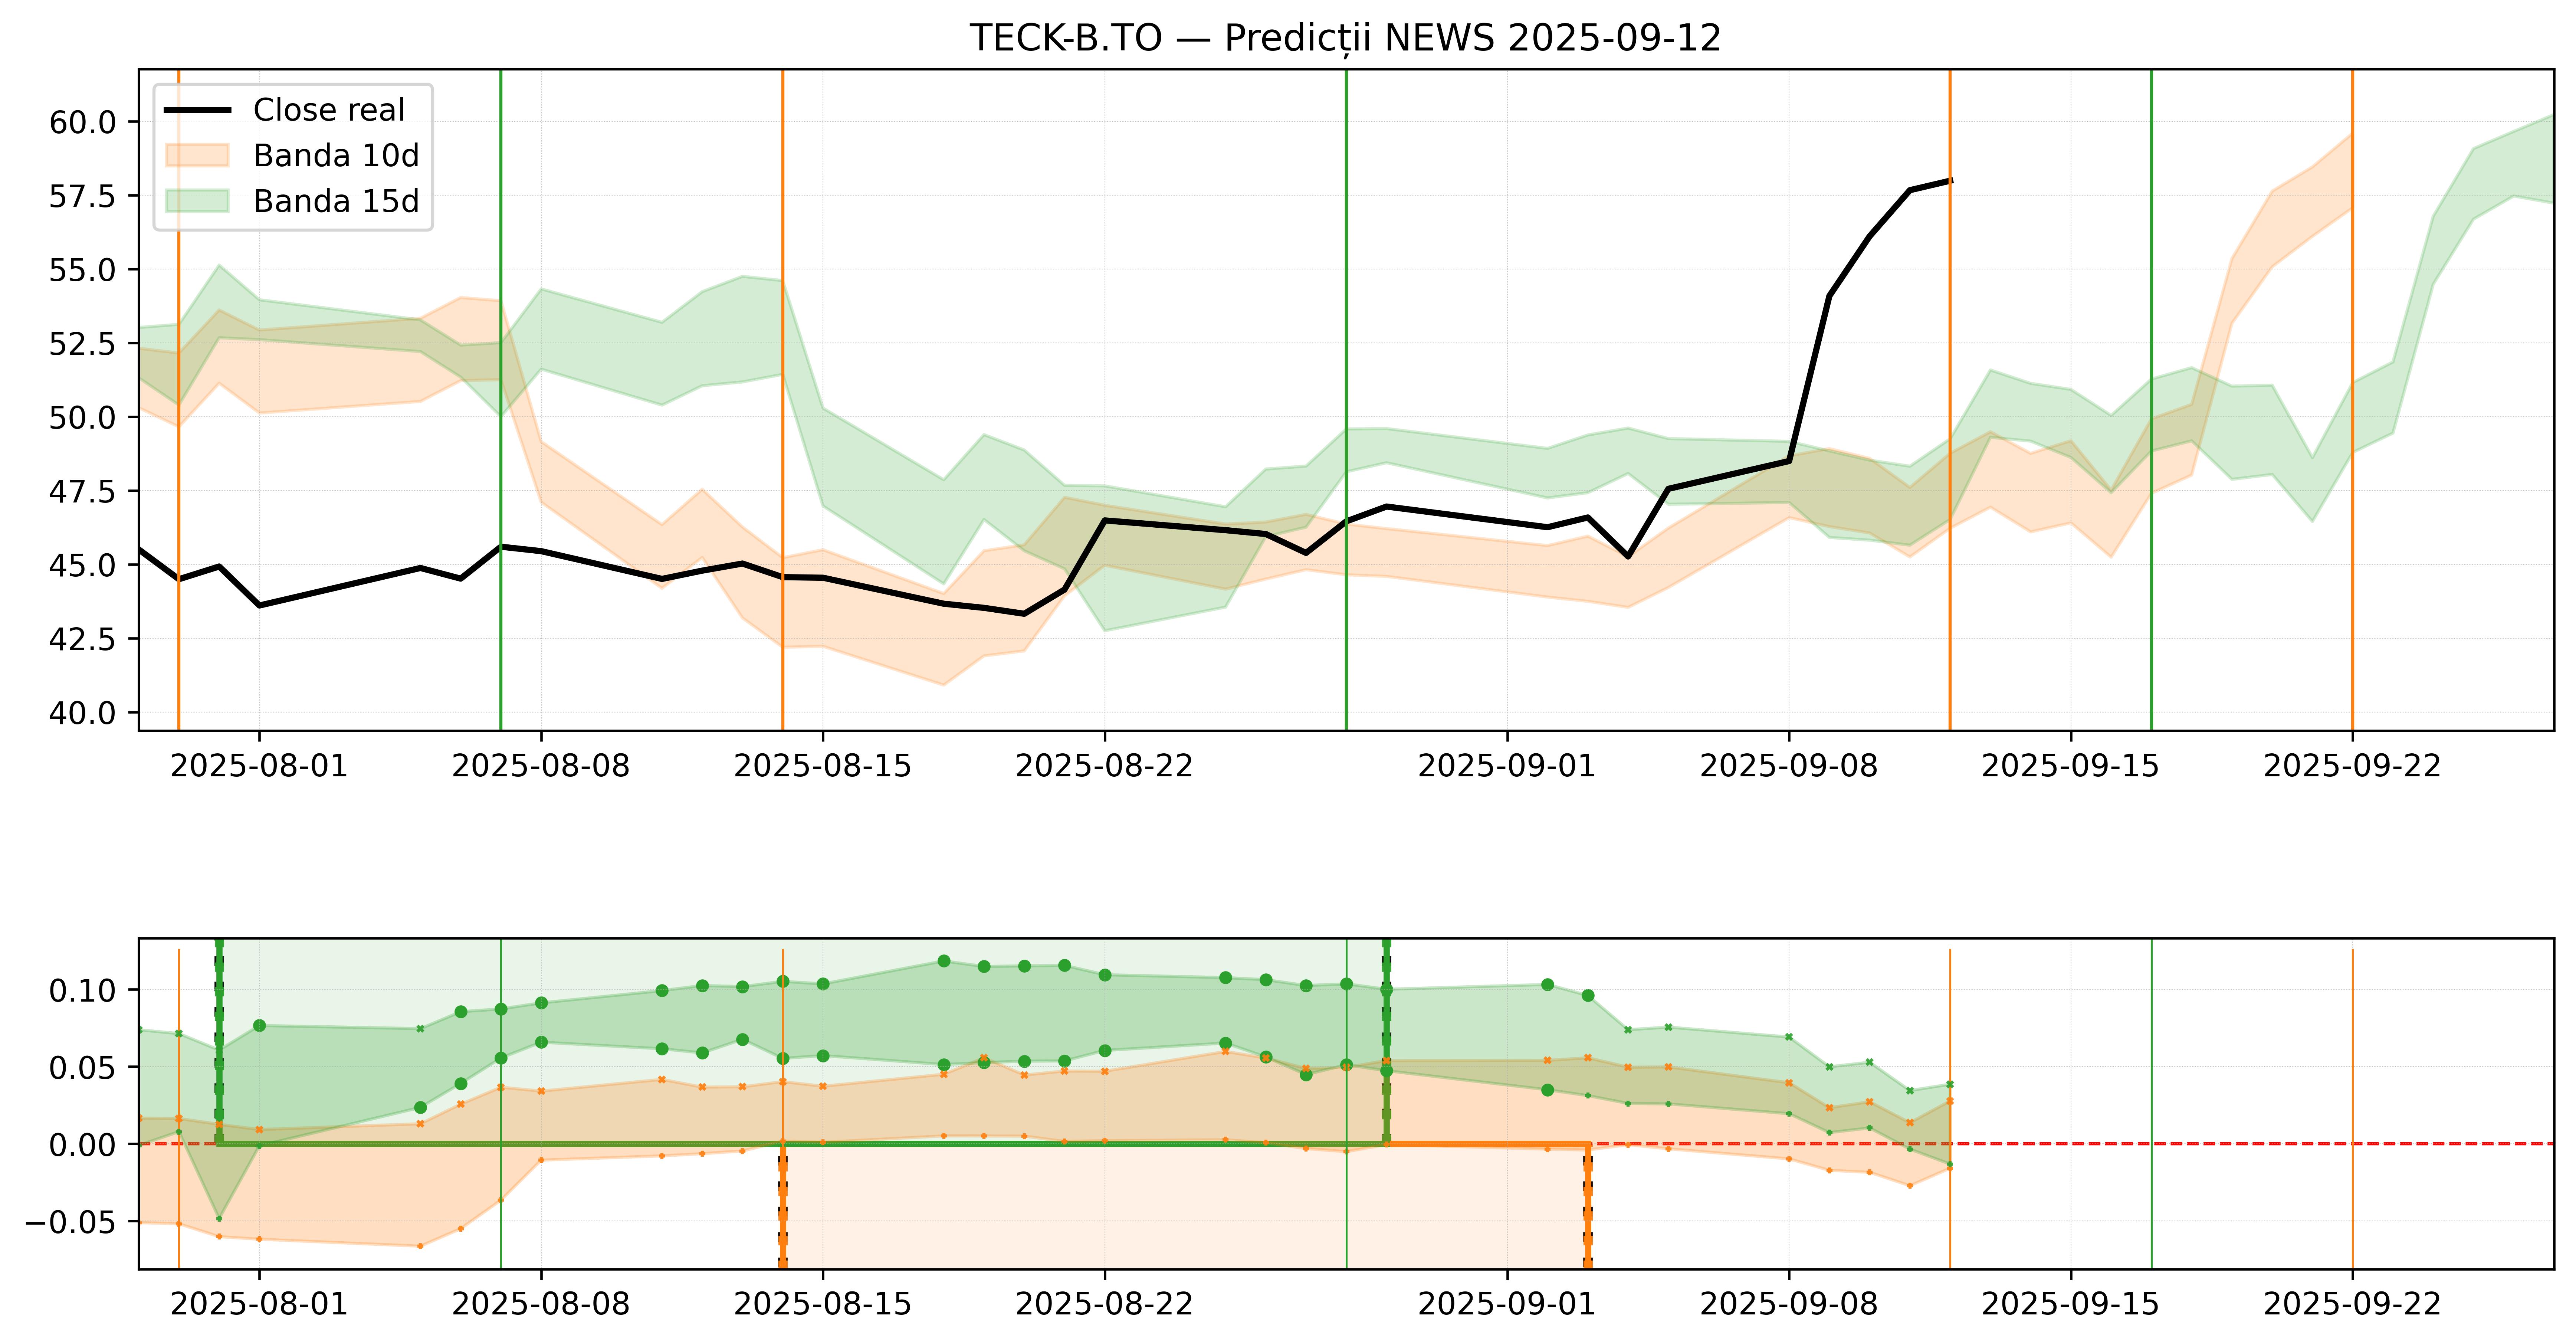 TECK-B.TO — Predicții NEWS 2025-09-12
Close real
Banda 10d
Banda 15d
60.0
57.5
55.0
52.5
50.0
47.5
45.0
42.5
40.0
2025-08-01 2025-08-08 2025-08-15 2025-08-22 2025-09-01 2025-09-08 2025-09-15 2025-09-22
0.10
0.05
0.00
−0.05
2025-08-01 2025-08-08 2025-08-15 2025-08-22 2025-09-01 2025-09-08 2025-09-15 2025-09-22